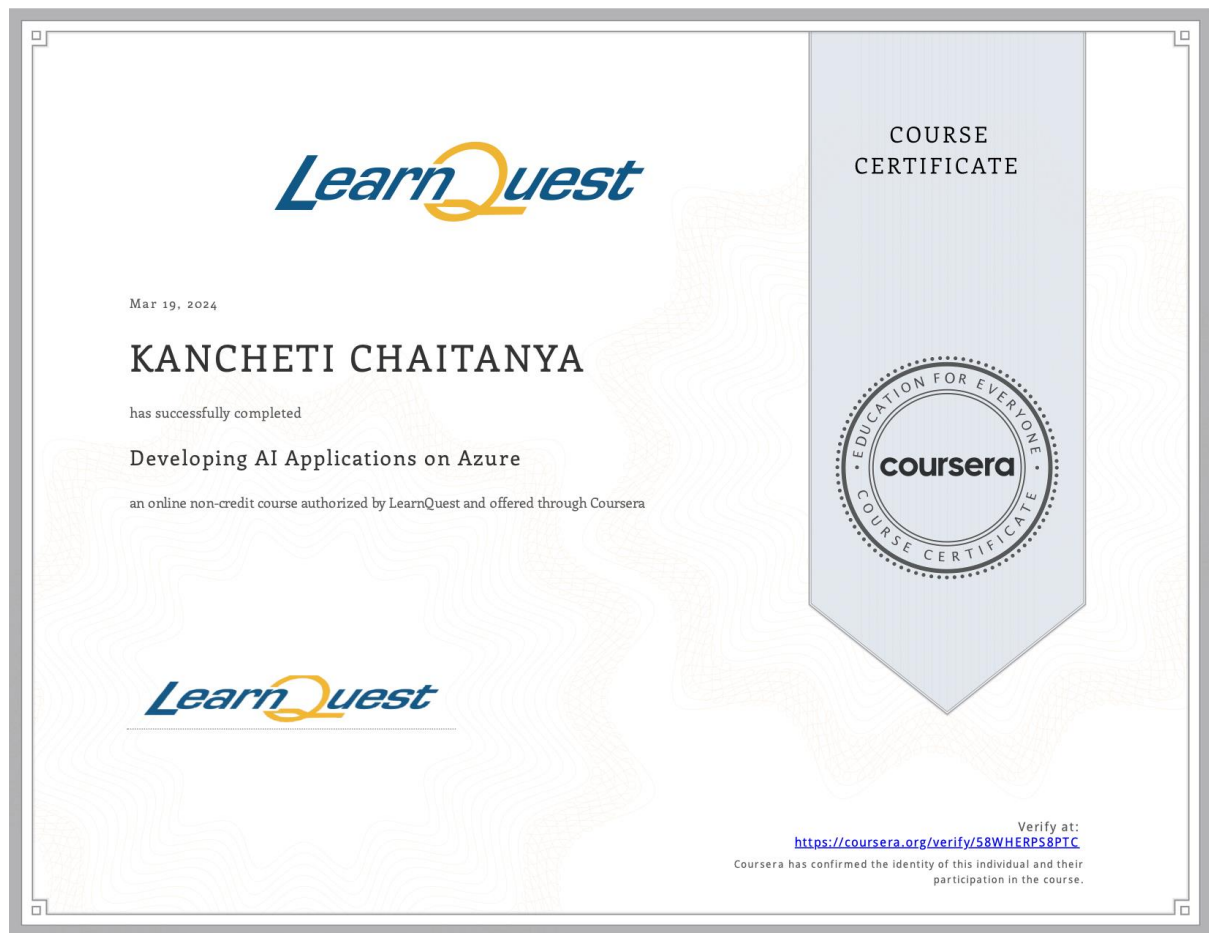 COURSE
CERTIFICATE
LearnQuest
Mar 19, 2024
KANCHETI CHAITANYA
has successfully completed
Developing AI Applications on Azure
an online non-credit course authorized by LearnQuest and offered through Coursera
EDUCATION FOR EVERYONE
coursera
COURSE CERTIFICATE
LearnQuest
Verify at:
https://coursera.org/verify/58WHERPS8PTC
Coursera has confirmed the identity of this individual and their
participation in the course.